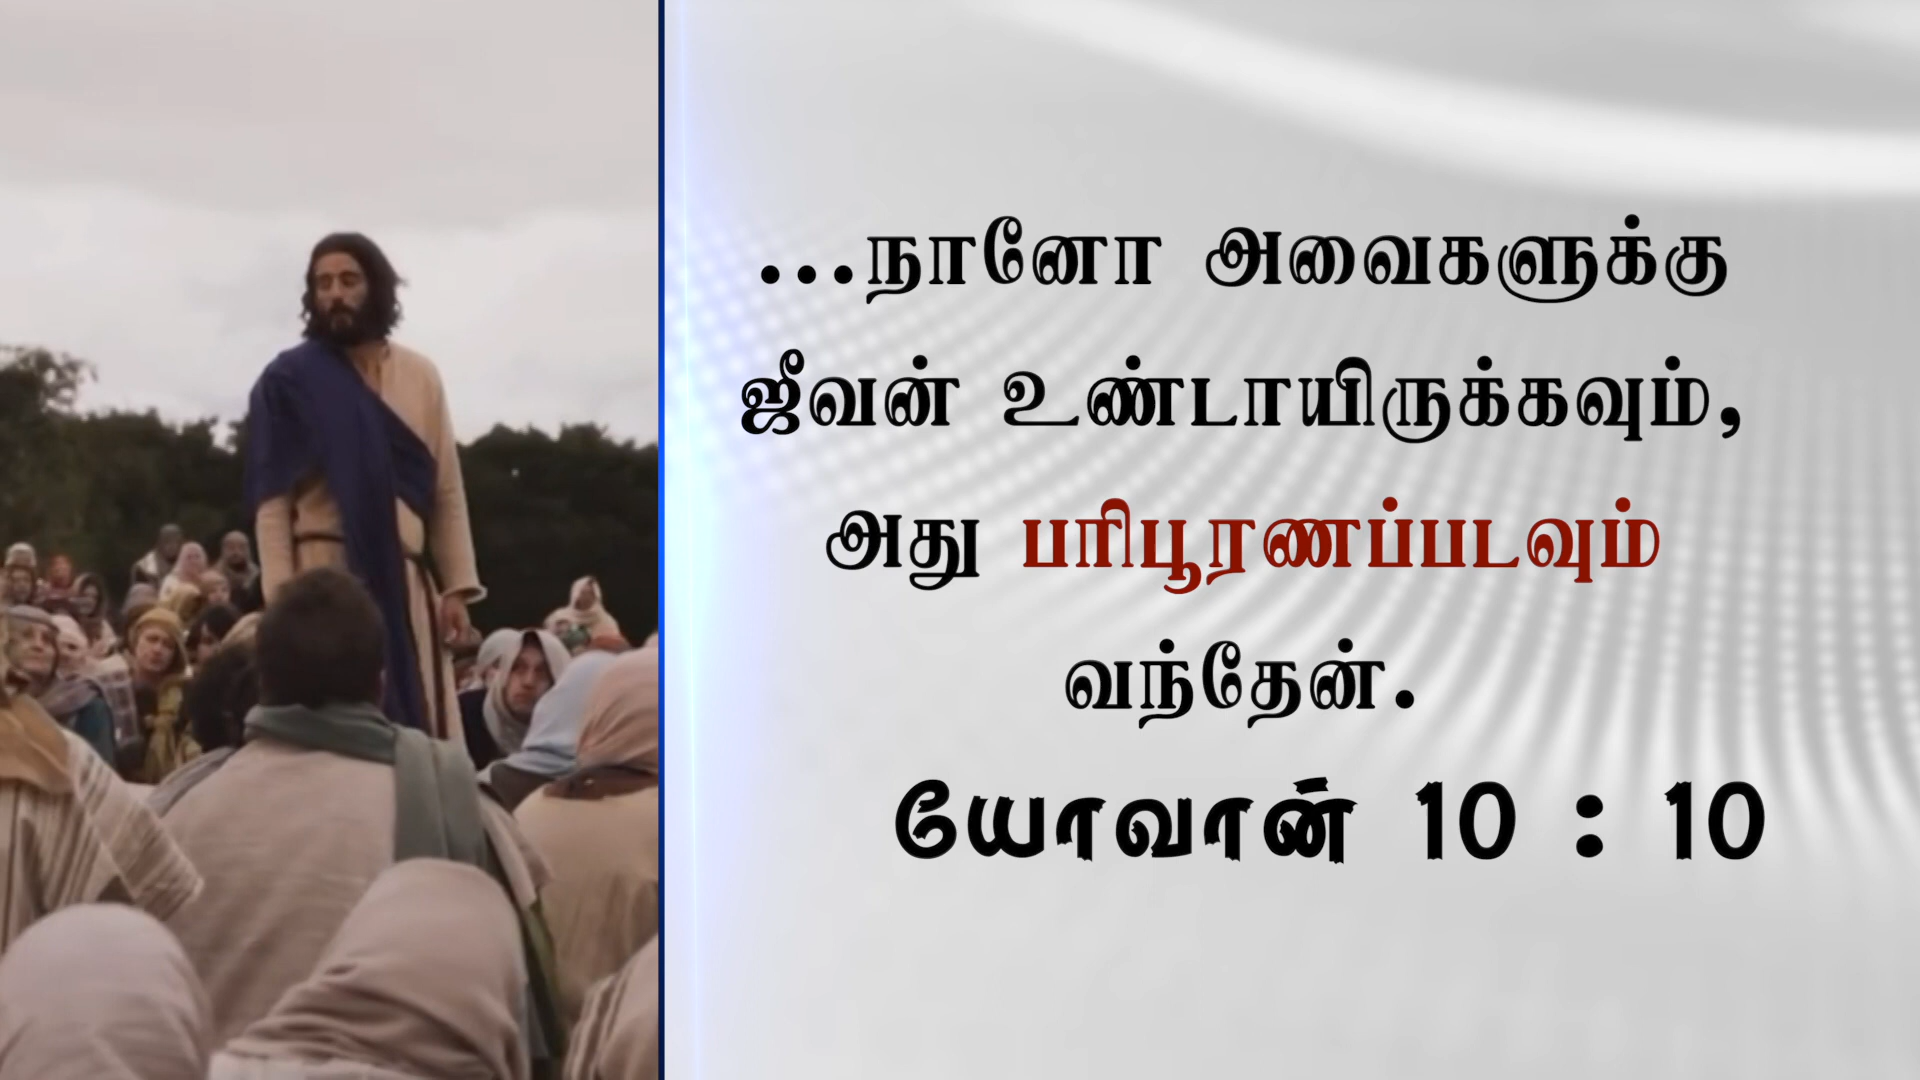 ...நானோ அவைகளுக்கு
ஜீவன் உண்டாயிருக்கவும்,
அது பரிபூரணப்படவும்
வந்தேன்.
யோவான் 10 : 10